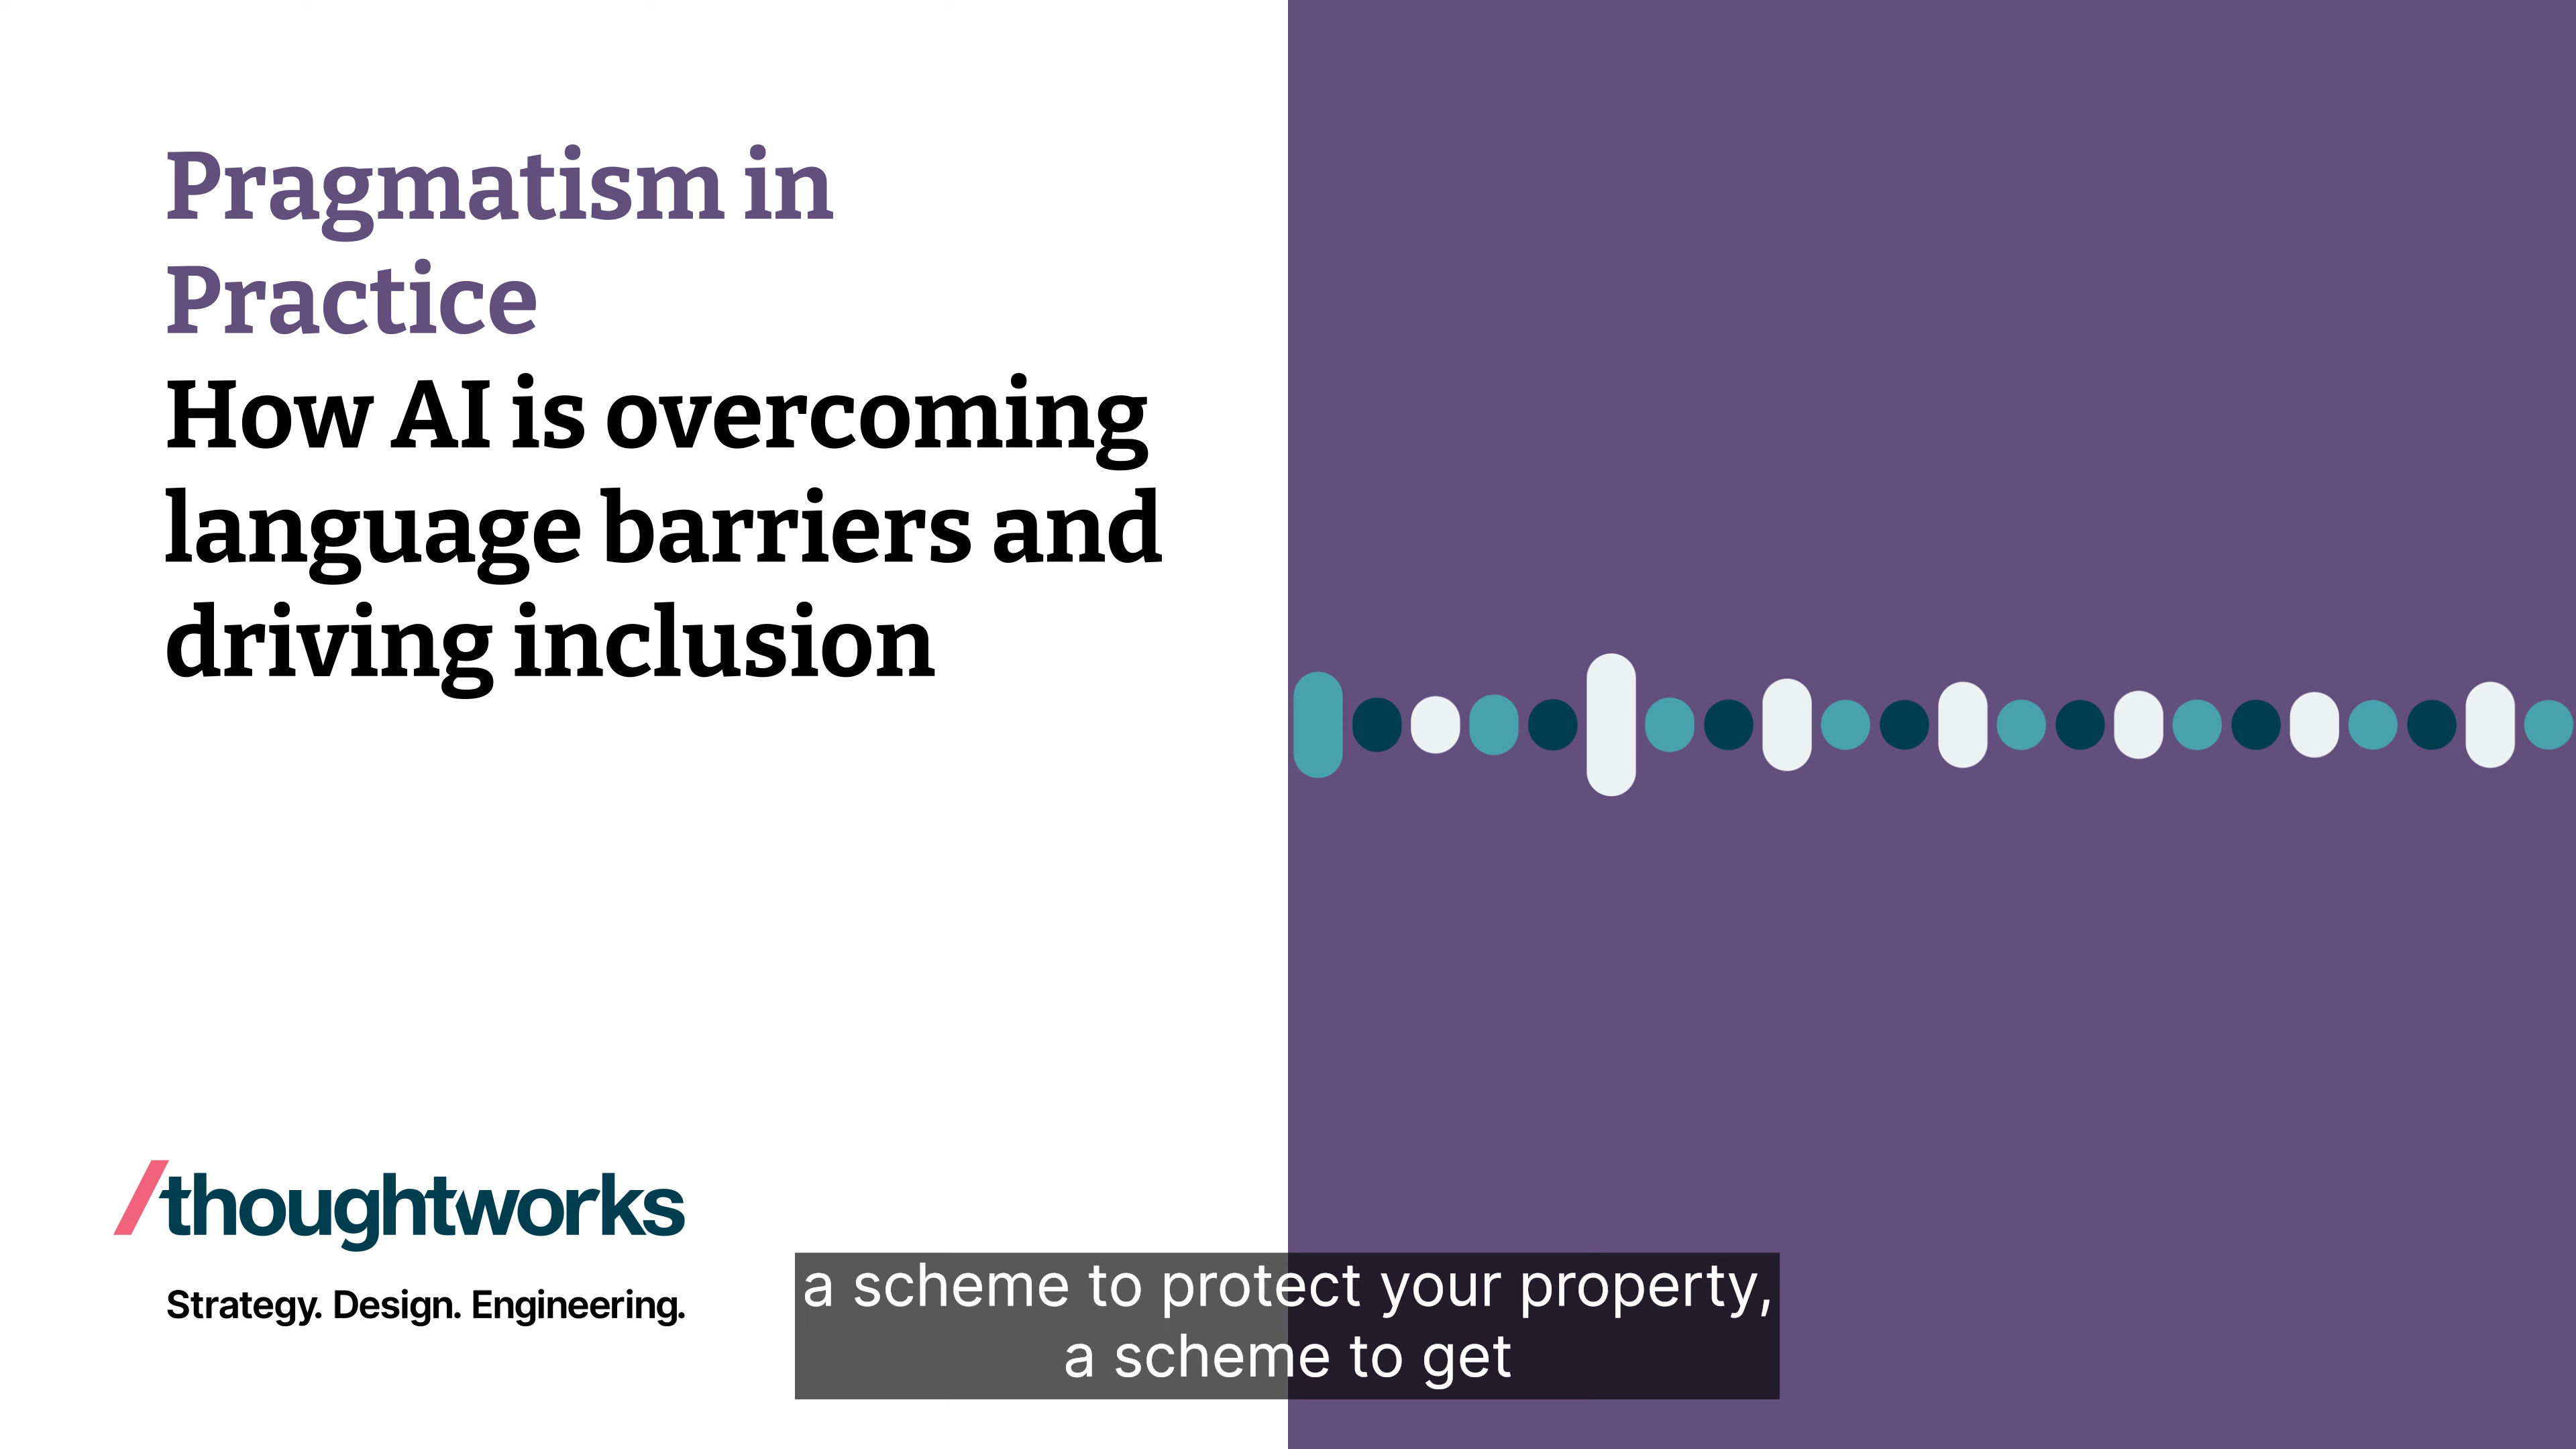 Pragmatism in
Practice
How AI is overcoming
language barriers and
driving inclusion
/thoughtworks
Strategy. Design. Engineering.
a scheme to protect your property,
a scheme to get